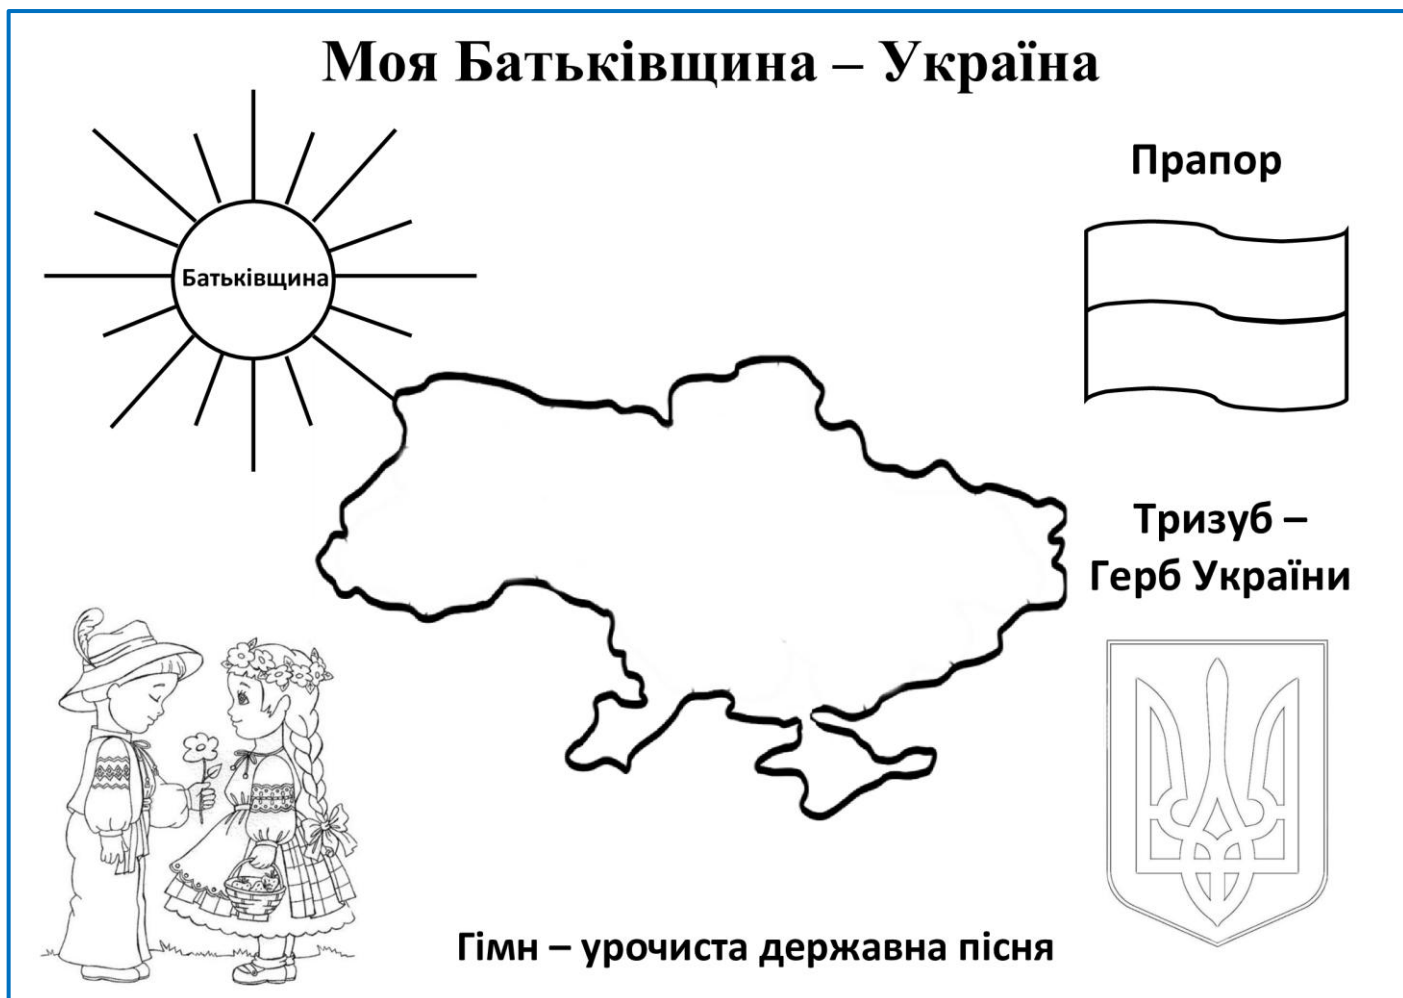 Моя Батьківщина – Україна
Прапор
Батьківщина
Тризуб –
Герб України
Гімн – урочиста державна пісня